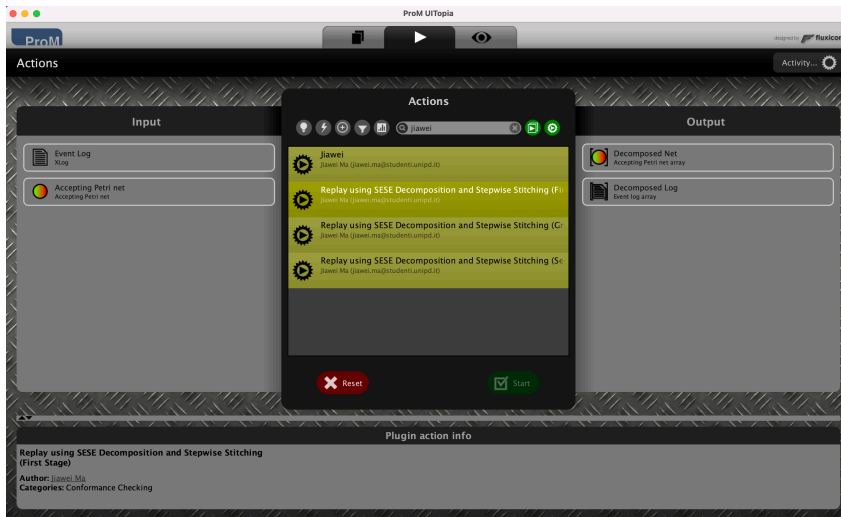 ProM UITopia
ProM
designed by fluxicon
Actions
Activity...
Input
Event Log
XLog
Accepting Petri net
Accepting Petri net
Actions
jiawei
Jiawei
Jiawei Ma (jiawei.ma@studenti.unipd.it)
Replay using SESE Decomposition and Stepwise Stitching (Fi
Jiawei Ma (jiawei.ma@studenti.unipd.it)
Replay using SESE Decomposition and Stepwise Stitching (Gr
Jiawei Ma (jiawei.ma@studenti.unipd.it)
Replay using SESE Decomposition and Stepwise Stitching (Se
Jiawei Ma (jiawei.ma@studenti.unipd.it)
Reset
Start
Output
Decomposed Net
Accepting Petri net array
Decomposed Log
Event log array
Plugin action info
Replay using SESE Decomposition and Stepwise Stitching
(First Stage)
Author: Jiawei Ma
Categories: Conformance Checking